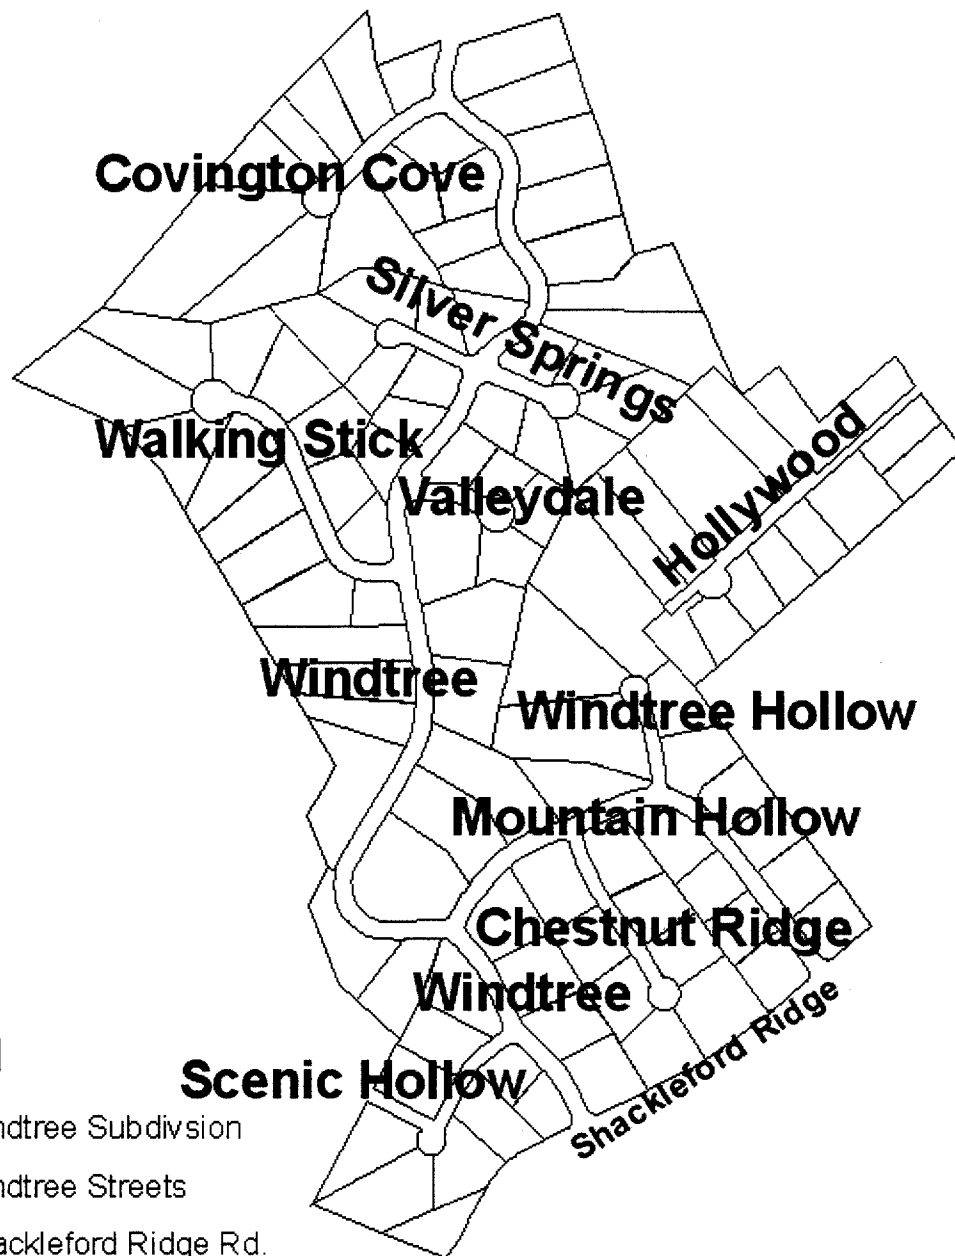 Covington Cove
Silver Springs
Walking Stick
Valleydale
Hollywood
Windtree
Windtree Hollow
Mountain Hollow
Chestnut Ridge
Windtree
Shackleford Ridge
Scenic Hollow
ndtree Subdivsion
ndtree Streets
ackleford Ridge Rd.